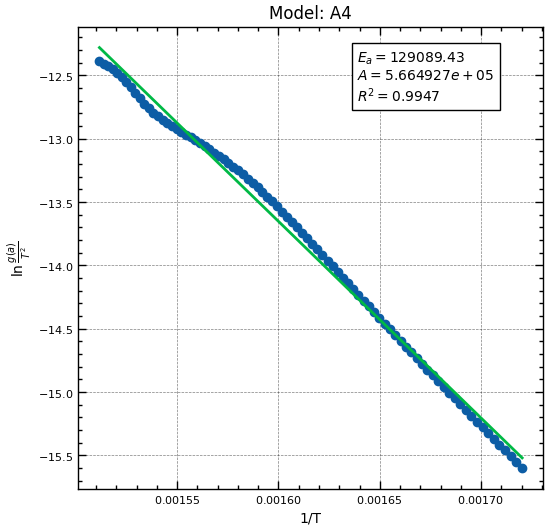 Model: A4
E_a = 129089.43
A = 5.664927e + 05
R^2 = 0.9947
−12.5
−13.0
−13.5
−14.0
−14.5
−15.0
−15.5
ln g(a)/T^2
0.00155
0.00160
0.00165
0.00170
1/T